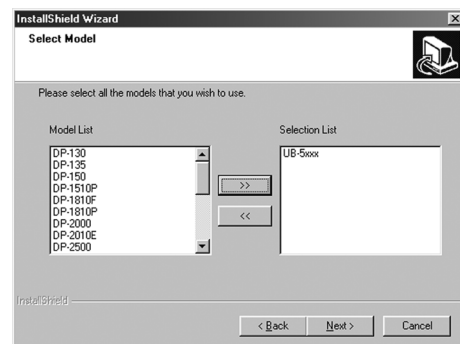 InstallShield Wizard
Select Model
Please select all the models that you wish to use.
Model List
Selection List
DP-130
DP-135
DP-150
DP-1510P
DP-1810F
DP-1810P
DP-2000
DP-2010E
DP-2500
UB-5xxx
>>
<<
InstallShield
< Back
Next >
Cancel